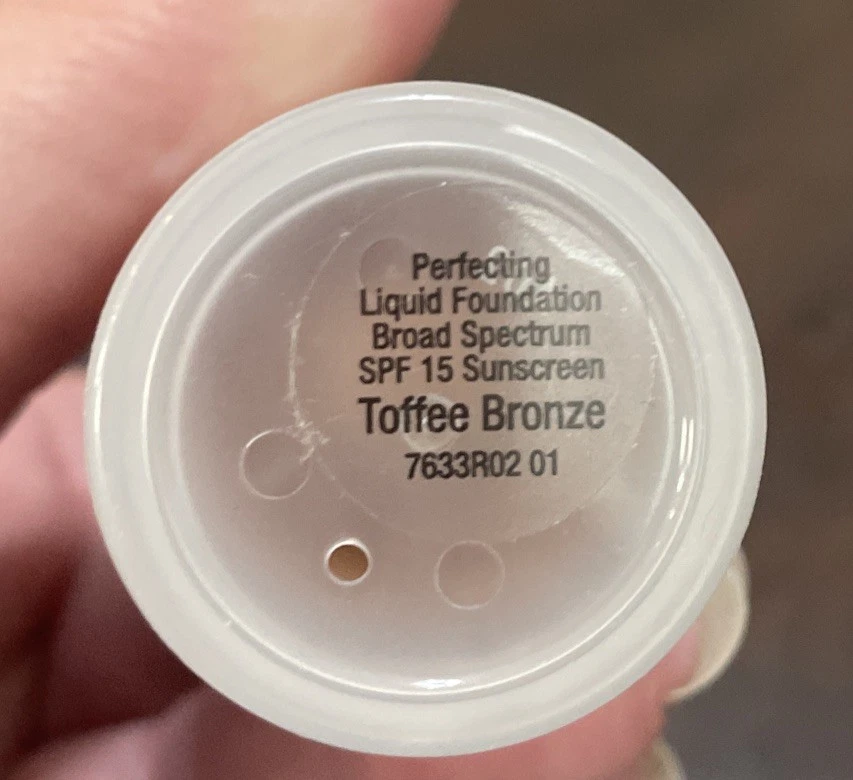 Perfecting
Liquid Foundation
Broad Spectrum
SPF 15 Sunscreen
Toffee Bronze
7633R02 01